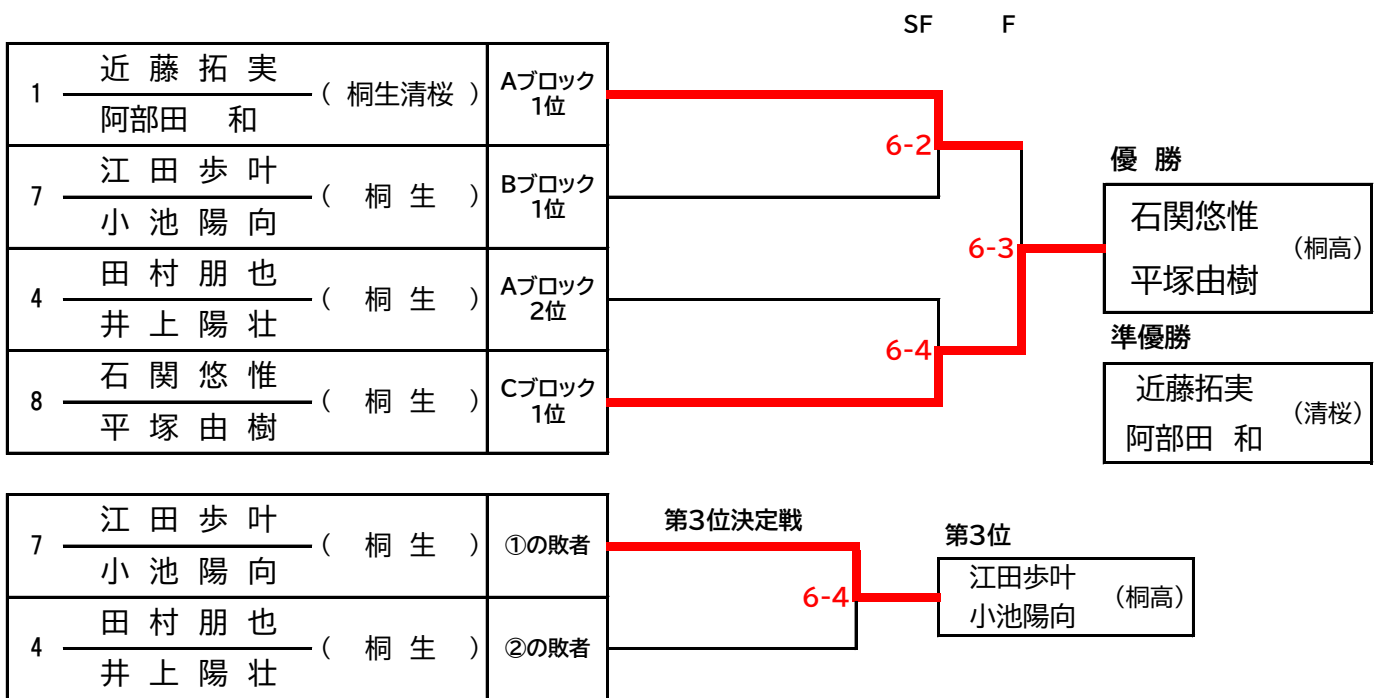 SF F
1 近藤拓実 阿部田 和 (桐生清桜) Aブロック 1位
7 江田歩叶 小池陽向 (桐生) Bブロック 1位
4 田村朋也 井上陽壮 (桐生) Aブロック 2位
8 石関悠惟 平塚由樹 (桐生) Cブロック 1位
6-2
6-4
6-3
優勝
石関悠惟
平塚由樹
(桐高)
準優勝
近藤拓実
阿部田 和
(清桜)
7 江田歩叶 小池陽向 (桐生) ①の敗者
4 田村朋也 井上陽壮 (桐生) ②の敗者
第3位決定戦
6-4
第3位
江田歩叶
小池陽向
(桐高)